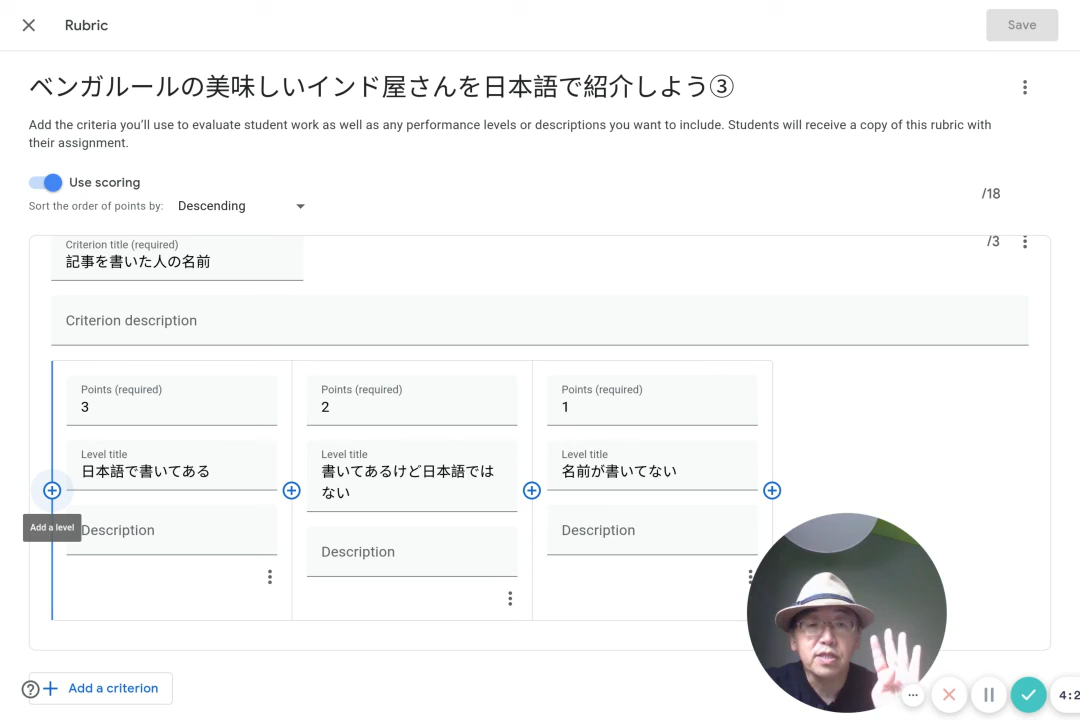 Rubric
Save
ベンガルールの美味しいインド屋さんを日本語で紹介しよう③
Add the criteria you'll use to evaluate student work as well as any performance levels or descriptions you want to include. Students will receive a copy of this rubric with
their assignment.
Use scoring
/18
Sort the order of points by: Descending
Criterion title (required)
/3
記事を書いた人の名前
Criterion description
Points (required)
3
Level title
日本語で書いてある
Description
Points (required)
2
Level title
書いてあるけど日本語では
ない
Description
Points (required)
1
Level title
名前が書いてない
Description
Add a level
Add a criterion